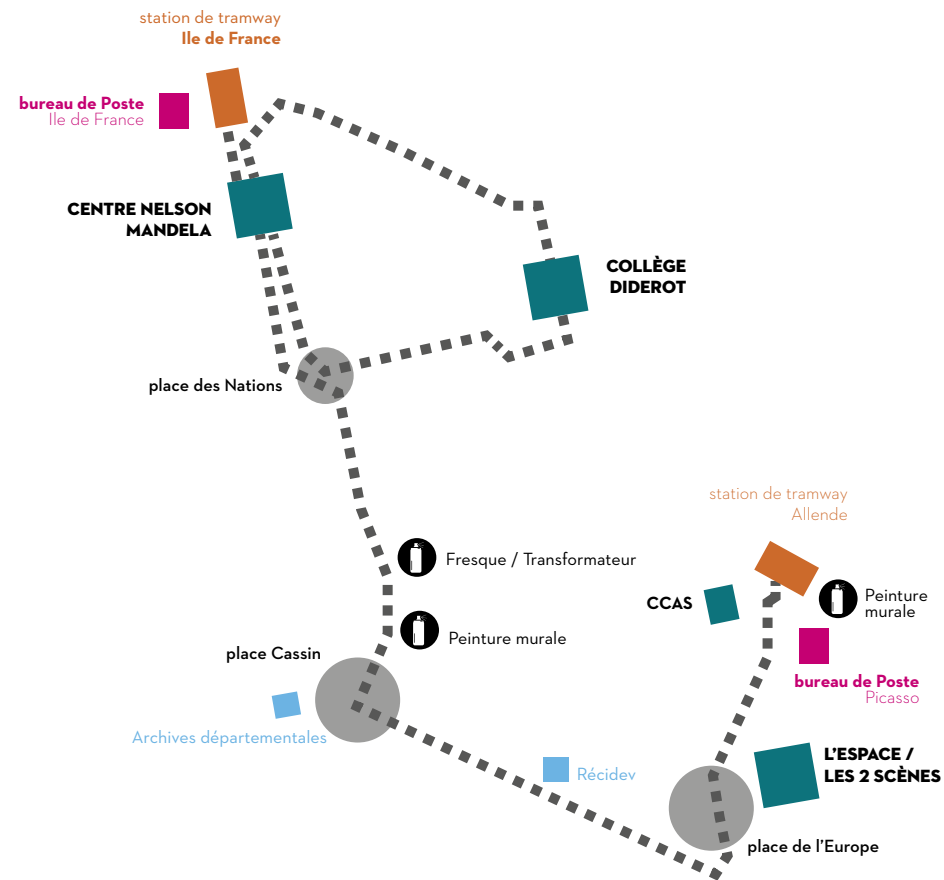 station de tramway
Ile de France
bureau de Poste
Ile de France
CENTRE NELSON
MANDELA
COLLÈGE
DIDEROT
place des Nations
station de tramway
Allende
Fresque / Transformateur
CCAS
Peinture
murale
Peinture murale
place Cassin
bureau de Poste
Picasso
Archives départementales
L'ESPACE /
LES 2 SCÈNES
Récidev
place de l'Europe